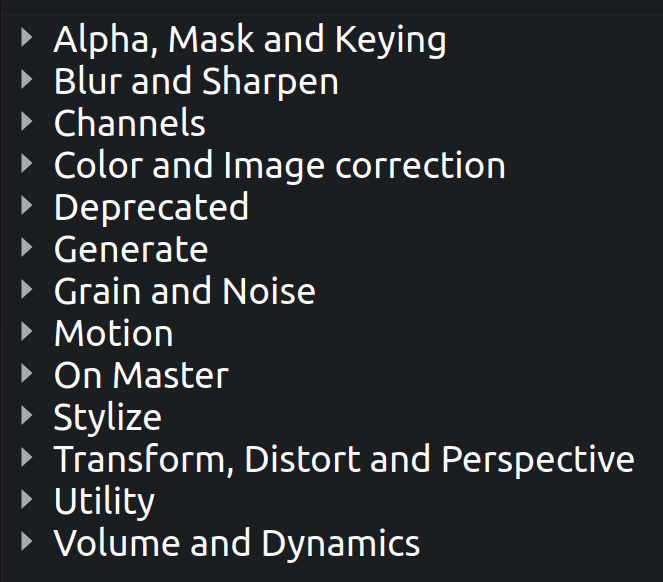 Alpha, Mask and Keying
Blur and Sharpen
Channels
Color and Image correction
Deprecated
Generate
Grain and Noise
Motion
On Master
Stylize
Transform, Distort and Perspective
Utility
Volume and Dynamics